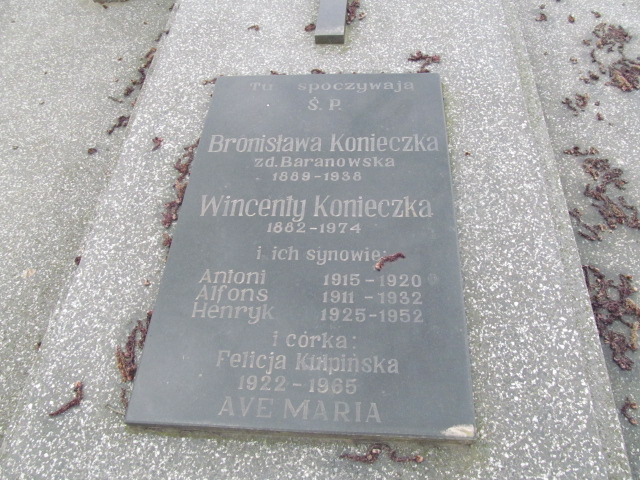 Tu spoczywają
Ś. P.
Bronisława Konieczka
zd. Baranowska
1889-1938
Wincenty Konieczka
1882-1974
i ich synowie:
Antoni 1915-1920
Alfons 1911-1932
Henryk 1925-1952
i córka:
Felicja Kulpińska
1922-1965
AVE MARIA